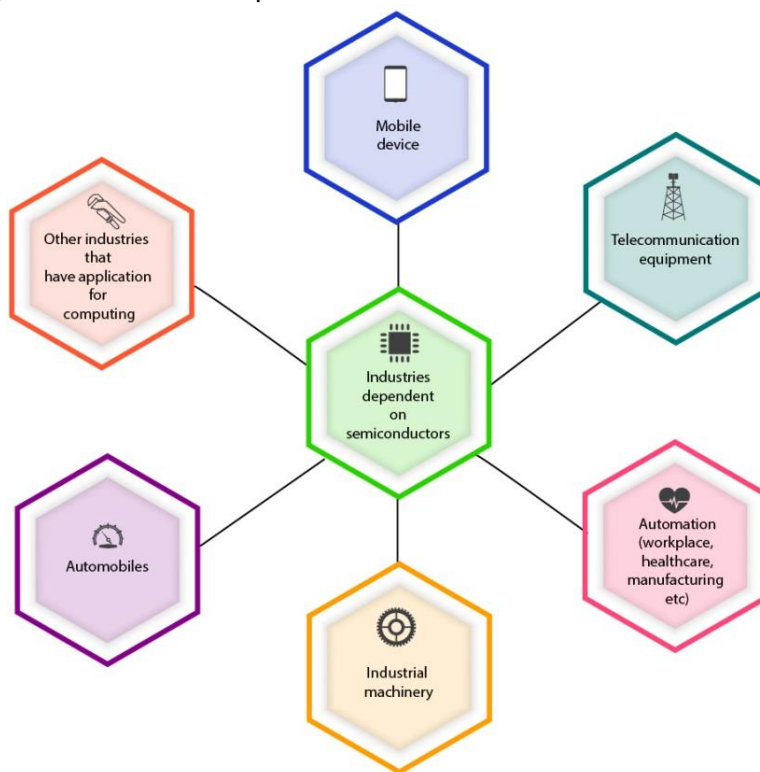 Mobile
device
Telecommunication
equipment
Other industries
that
have application
for
computing
Industries
dependent
on
semiconductors
Automation
(workplace,
healthcare,
manufacturing
etc)
Automobiles
Industrial
machinery